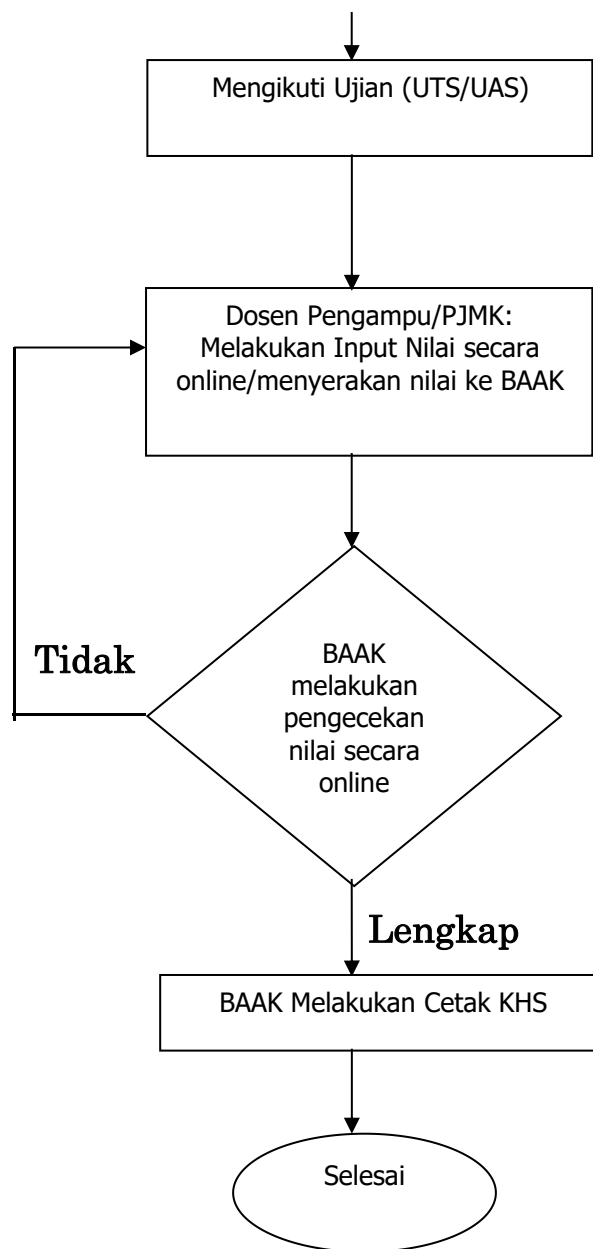 Mengikuti Ujian (UTS/UAS)
Dosen Pengampu/PJMK:
Melakukan Input Nilai secara
online/menyerakan nilai ke BAAK
Tidak
BAAK
melakukan
pengecekan
nilai secara
online
Lengkap
BAAK Melakukan Cetak KHS
Selesai